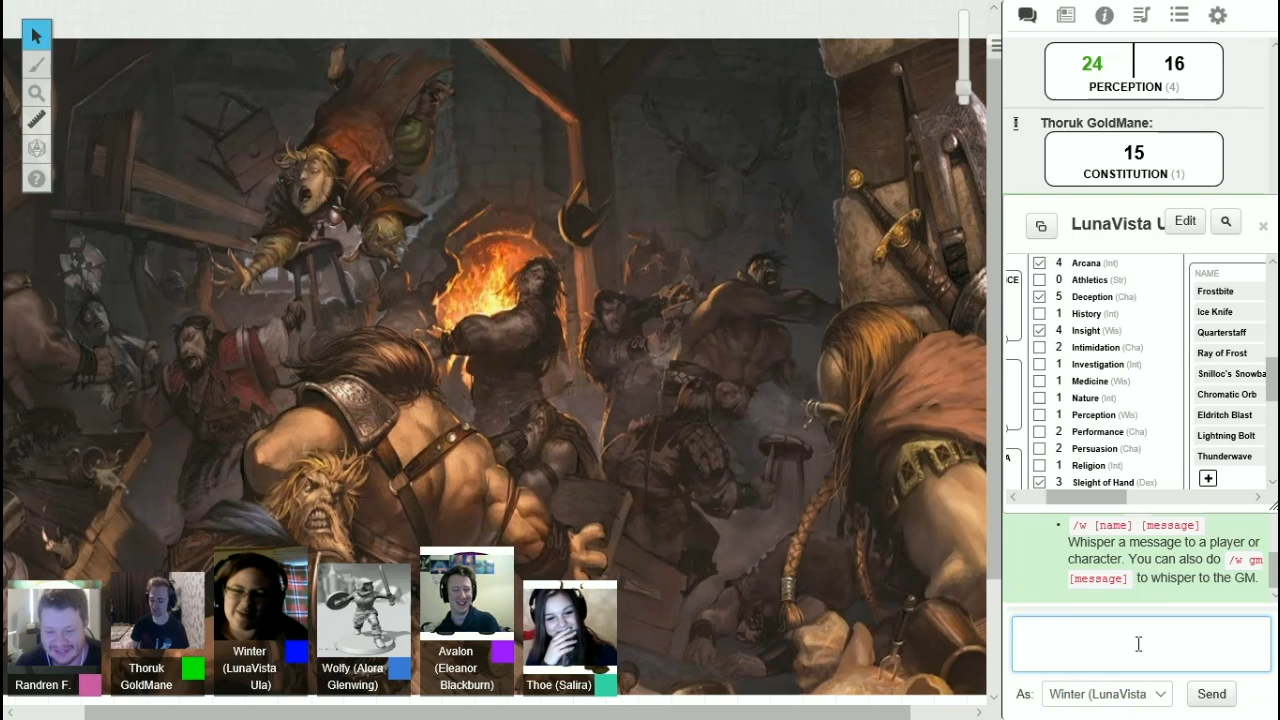 24 16
PERCEPTION (4)
Thoruk GoldMane:
15
CONSTITUTION (1)
LunaVista U
Edit
4 Arcana (Int)
0 Athletics (Str)
5 Deception (Cha)
1 History (Int)
4 Insight (Wis)
2 Intimidation (Cha)
1 Investigation (Int)
1 Medicine (Wis)
1 Nature (Int)
1 Perception (Wis)
2 Performance (Cha)
2 Persuasion (Cha)
1 Religion (Int)
3 Sleight of Hand (Dex)
CE
NAME
Frostbite
Ice Knife
Quarterstaff
Ray of Frost
Snilloc's Snowba
Chromatic Orb
Eldritch Blast
Lightning Bolt
Thunderwave
• /w [name] [message]
Whisper a message to a player or
character. You can also do /w gm
[message] to whisper to the GM.
As: Winter (LunaVista
Send
Randren F.
Thoruk
GoldMane
Winter
(LunaVista
Ula)
Wolfy (Alora
Glenwing)
Avalon
(Eleanor
Blackburn)
Thoe (Salira)